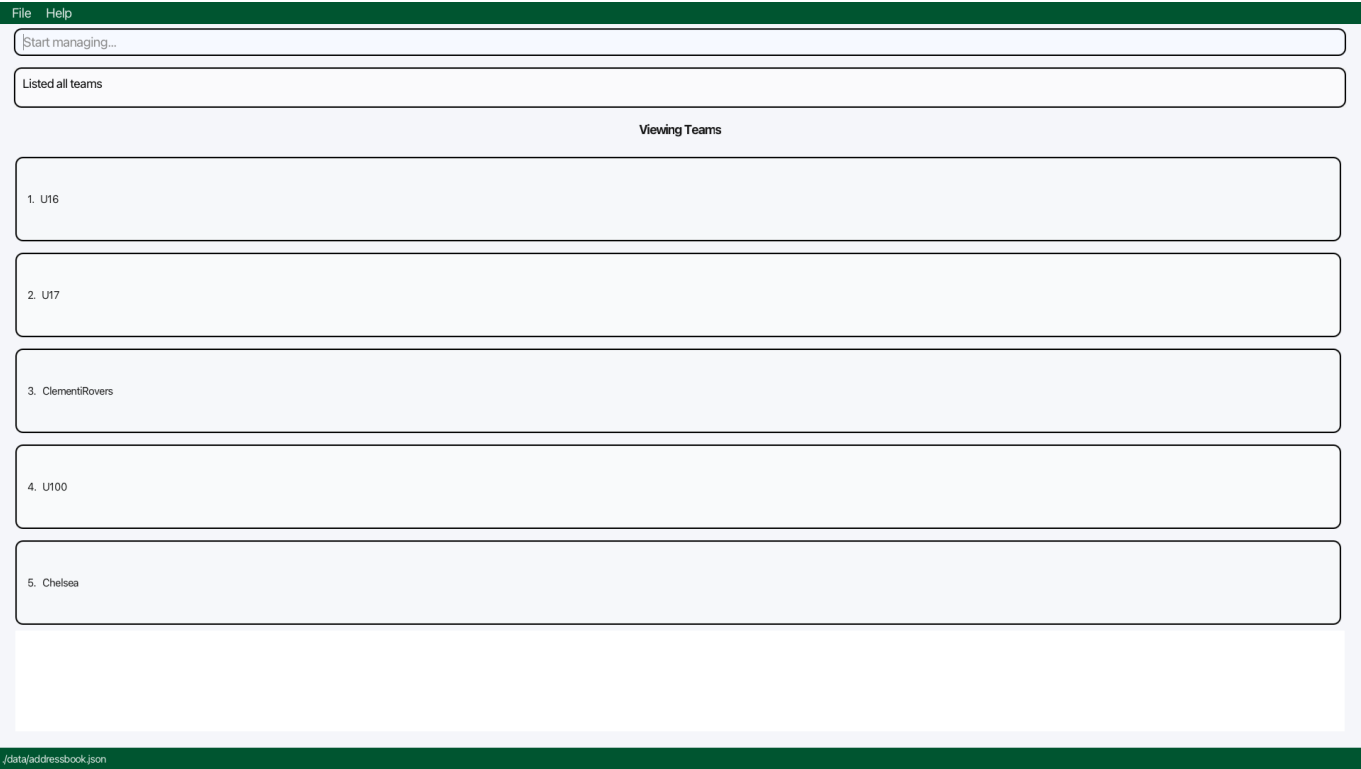 File Help
Start managing...
Listed all teams
Viewing Teams
1. U16
2. U17
3. ClementiRovers
4. U100
5. Chelsea
./data/addressbook.json